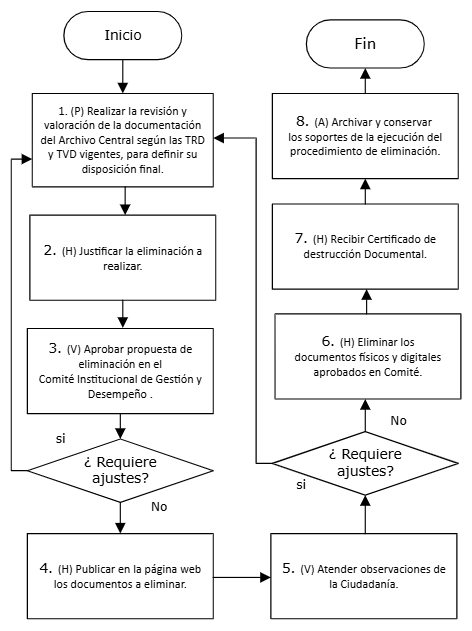 Inicio
1. (P) Realizar la revisión y
valoración de la documentación
del Archivo Central según las TRD
y TVD vigentes, para definir su
disposición final.
2. (H) Justificar la eliminación a
realizar.
3. (V) Aprobar propuesta de
eliminación en el
Comité Institucional de Gestión y
Desempeño .
si
¿ Requiere
ajustes?
No
4. (H) Publicar en la página web
los documentos a eliminar.
5. (V) Atender observaciones de
la Ciudadanía.
¿ Requiere
ajustes?
si
No
6. (H) Eliminar los
documentos físicos y digitales
aprobados en Comité.
7. (H) Recibir Certificado de
destrucción Documental.
8. (A) Archivar y conservar
los soportes de la ejecución del
procedimiento de eliminación.
Fin